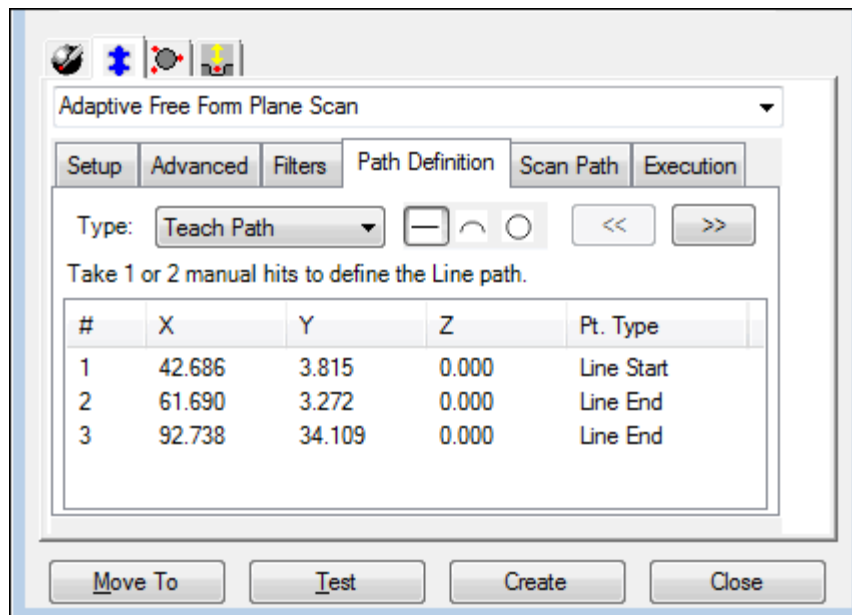 Adaptive Free Form Plane Scan
Setup Advanced Filters Path Definition Scan Path Execution
Type: Teach Path << >>
Take 1 or 2 manual hits to define the Line path.
# X Y Z Pt. Type
1 42.686 3.815 0.000 Line Start
2 61.690 3.272 0.000 Line End
3 92.738 34.109 0.000 Line End
Move To Test Create Close